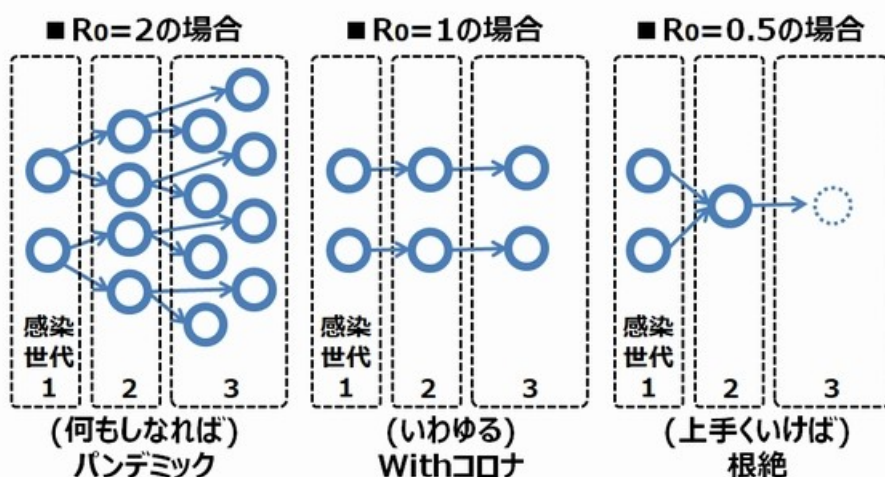 ■R0=2の場合
感染
世代
1
2
3
(何もしなれば)
パンデミック
■R0=1の場合
感染
世代
1
2
3
(いわゆる)
Withコロナ
■R0=0.5の場合
感染
世代
1
2
3
(上手くいけば)
根絶